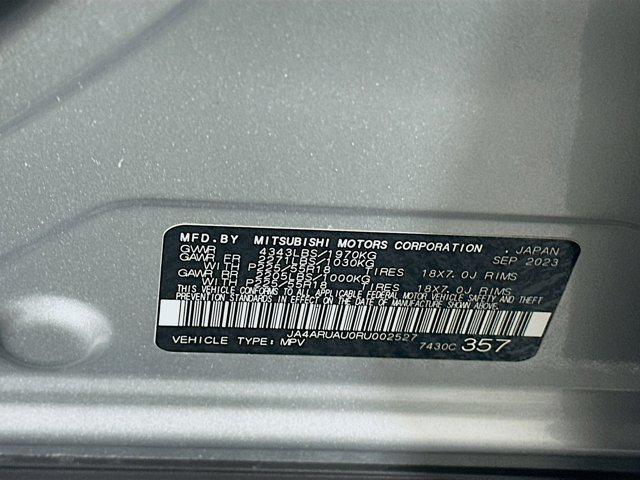 MFD.BY MITSUBISHI MOTORS CORPORATION . JAPAN
GVWR 4343LBS/1970KG SEP 2023
GAWR FR 2271LBS/1030KG
WITH P225/55R18 TIRES 18X7.0J RIMS
GAWR RR 2205LBS/1000KG
WITH P225/55R18 TIRES 18X7.0J RIMS
THIS VEHICLE CONFORMS TO ALL APPLICABLE FEDERAL MOTOR VEHICLE SAFETY AND THEFT
PREVENTION STANDARDS IN EFFECT ON THE DATE OF MANUFACTURE SHOWN ABOVE.
JA4ARUAU0RU002527
VEHICLE TYPE: MPV 7430C 357